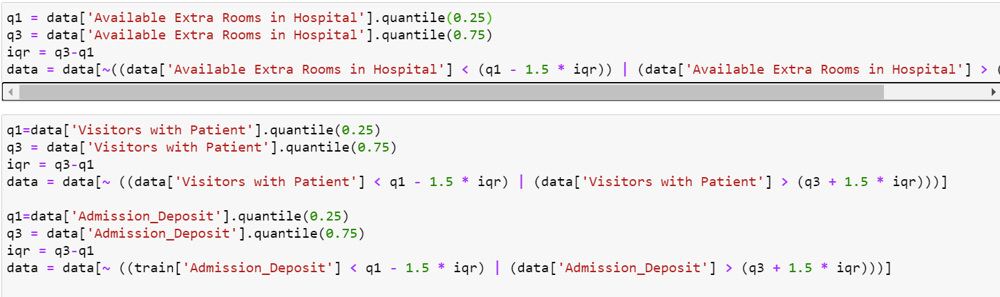 q1 = data['Available Extra Rooms in Hospital'].quantile(0.25)
q3 = data['Available Extra Rooms in Hospital'].quantile(0.75)
iqr = q3-q1
data = data[~((data['Available Extra Rooms in Hospital'] < (q1 - 1.5 * iqr)) | (data['Available Extra Rooms in Hospital'] > (
q1=data['Visitors with Patient'].quantile(0.25)
q3 = data['Visitors with Patient'].quantile(0.75)
iqr = q3-q1
data = data[~ ((data['Visitors with Patient'] < q1 - 1.5 * iqr) | (data['Visitors with Patient'] > (q3 + 1.5 * iqr)))]
q1=data['Admission_Deposit'].quantile(0.25)
q3 = data['Admission_Deposit'].quantile(0.75)
iqr = q3-q1
data = data[~ ((train['Admission_Deposit'] < q1 - 1.5 * iqr) | (data['Admission_Deposit'] > (q3 + 1.5 * iqr)))]